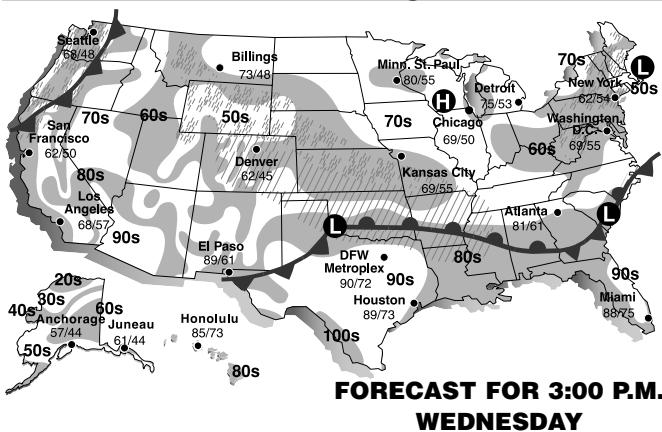 Seattle
68/48
Billings
73/48
Minn. St. Paul
80/55
Detroit
75/53
70s
L
New York
62/54
50s
H
Chicago
69/50
Washington,
D.C.
69/55
San
Francisco
62/50
70s
60s
50s
70s
60s
Denver
62/45
Kansas City
69/55
80s
Los
Angeles
68/57
90s
El Paso
89/61
L
Atlanta
81/61
L
DFW
Metroplex
90/72
90s
80s
Houston
89/73
90s
Miami
88/75
100s
20s
30s
40s
60s
Anchorage
57/44
Juneau
61/44
50s
Honolulu
85/73
80s
FORECAST FOR 3:00 P.M.
WEDNESDAY